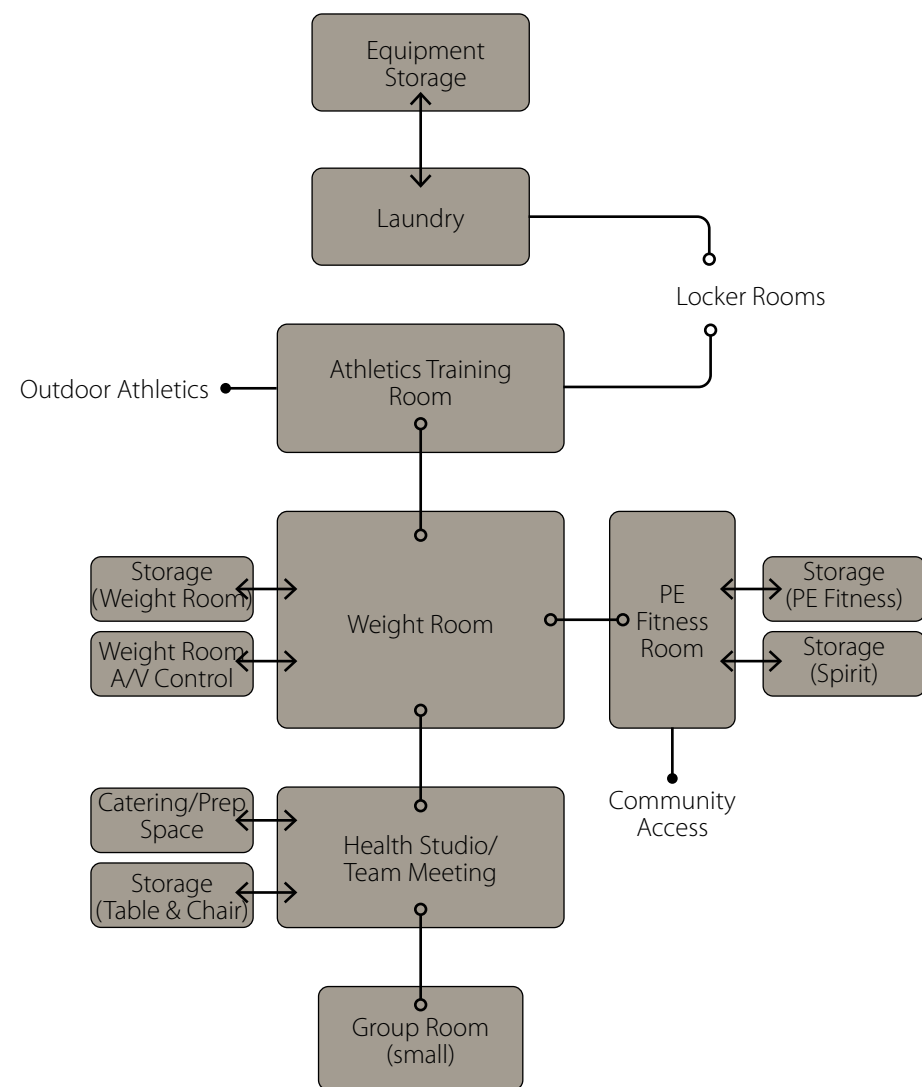 Equipment
Storage
Laundry
Locker Rooms
Athletics Training
Room
Outdoor Athletics
Storage
(Weight Room)
Weight Room
A/V Control
Weight Room
PE
Fitness
Room
Storage
(PE Fitness)
Storage
(Spirit)
Community
Access
Catering/Prep
Space
Storage
(Table & Chair)
Health Studio/
Team Meeting
Group Room
(small)